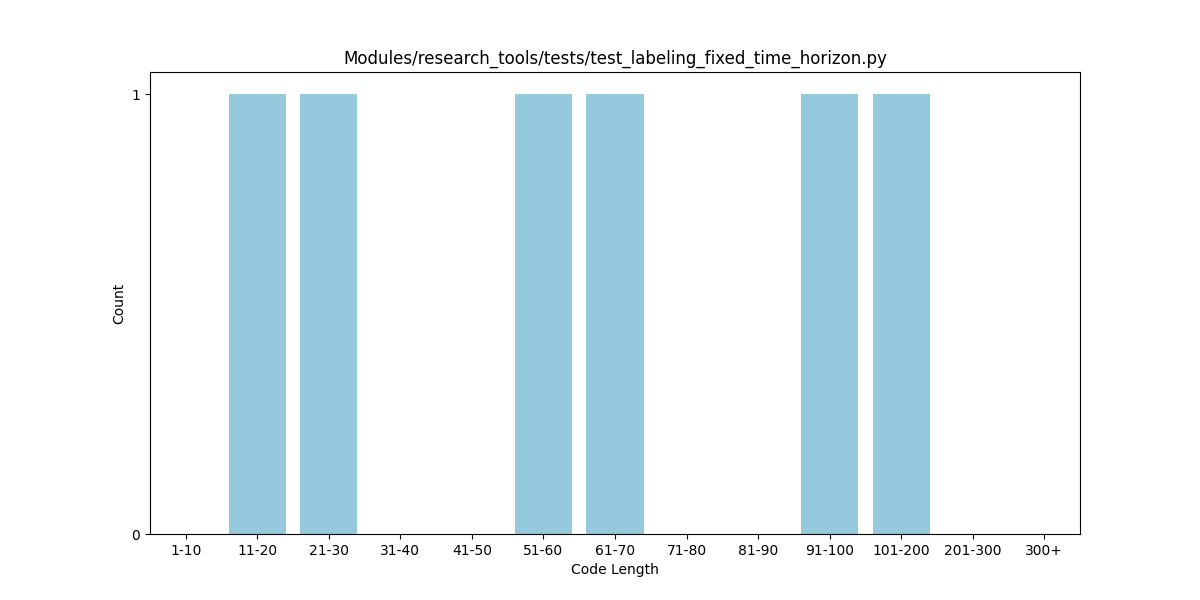 Modules/research_tools/tests/test_labeling_fixed_time_horizon.py
1
Count
0
1-10 11-20 21-30 31-40 41-50 51-60 61-70 71-80 81-90 91-100 101-200 201-300 300+
Code Length